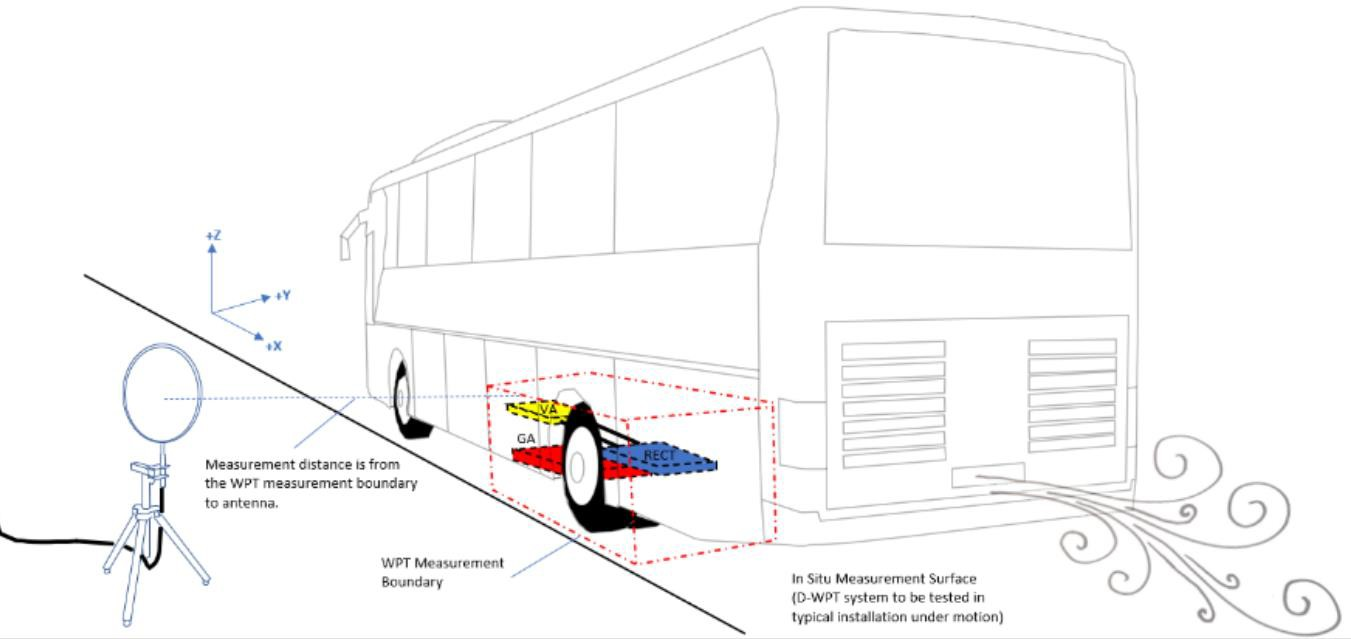 +Z
+Y
+X
VA
GA
RECT
Measurement distance is from
the WPT measurement boundary
to antenna.
WPT Measurement
Boundary
In Situ Measurement Surface
(D-WPT system to be tested in
typical installation under motion)